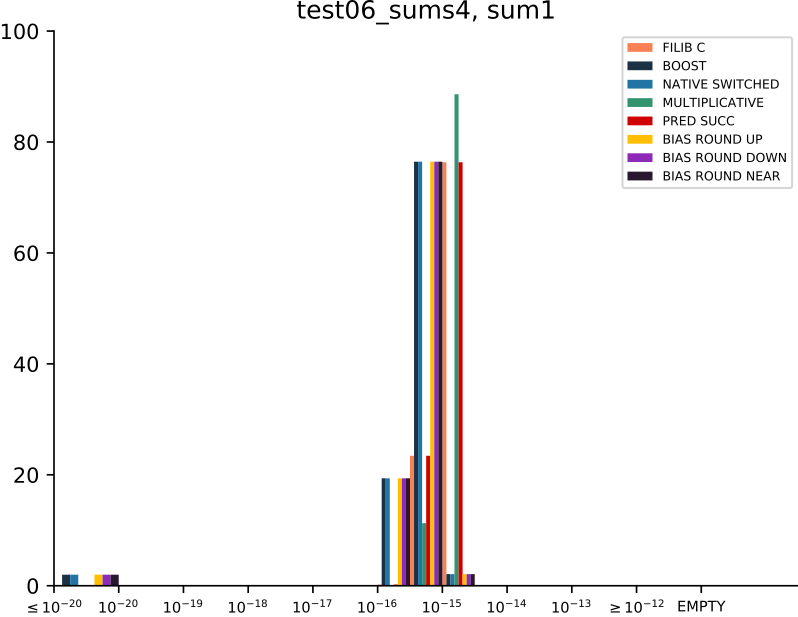 test06_sums4, sum1
100
80
60
40
20
0
FILIB C
BOOST
NATIVE SWITCHED
MULTIPLICATIVE
PRED SUCC
BIAS ROUND UP
BIAS ROUND DOWN
BIAS ROUND NEAR
≤ 10⁻²⁰ 10⁻²⁰ 10⁻¹⁹ 10⁻¹⁸ 10⁻¹⁷ 10⁻¹⁶ 10⁻¹⁵ 10⁻¹⁴ 10⁻¹³ ≥ 10⁻¹² EMPTY